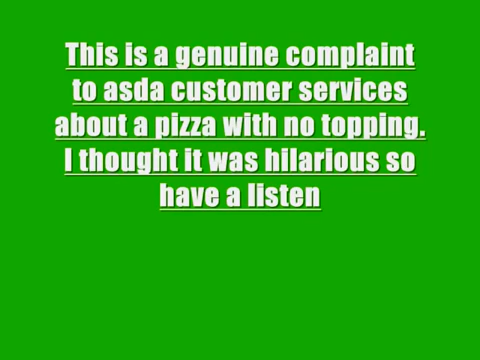 This is a genuine complaint
to asda customer services
about a pizza with no topping.
I thought it was hilarious so
have a listen